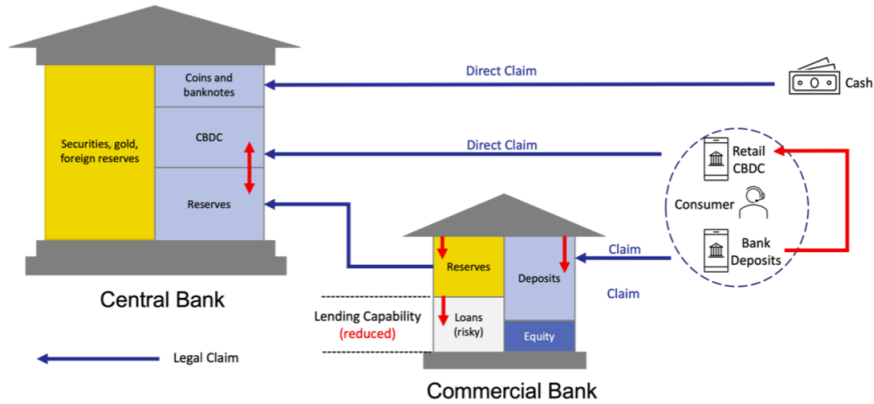 Coins and
banknotes
Direct Claim
Cash
Securities, gold,
foreign reserves
CBDC
Direct Claim
Retail
CBDC
Reserves
Consumer
Reserves
Deposits
Claim
Bank
Deposits
Claim
Central Bank
Lending Capability
(reduced)
Loans
(risky)
Equity
Legal Claim
Commercial Bank